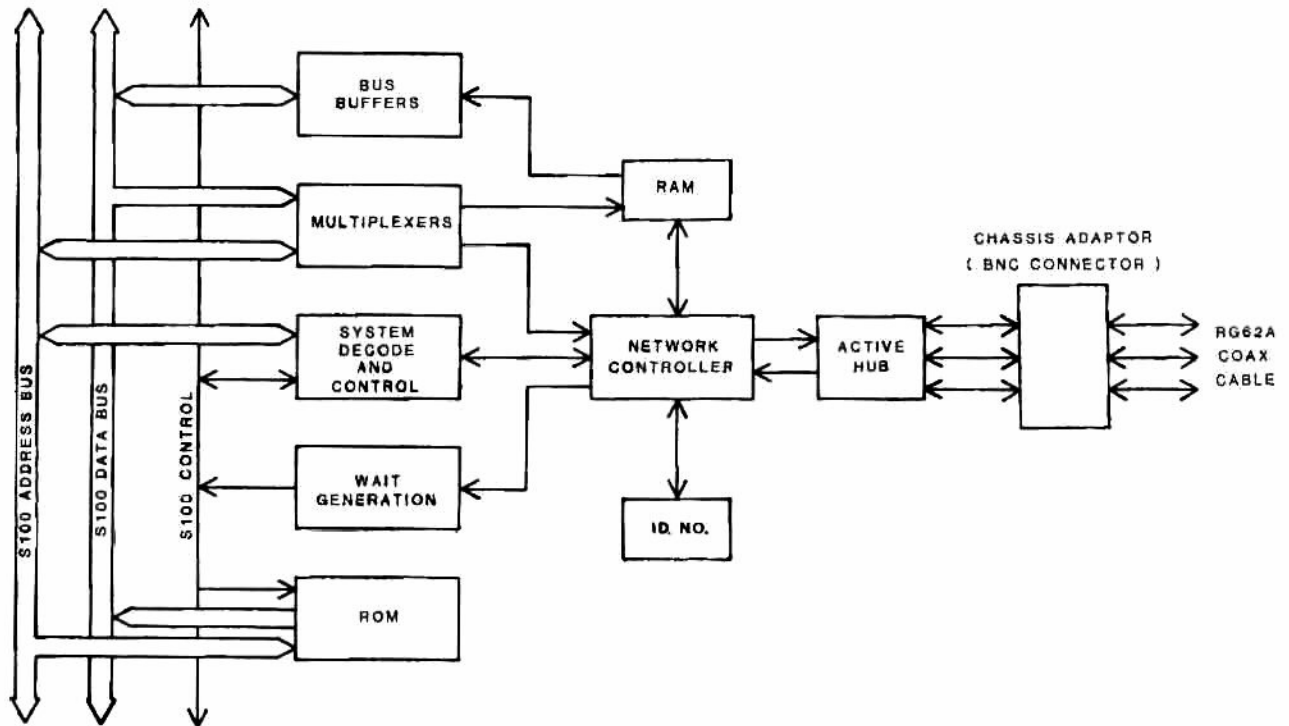 BUS
BUFFERS
RAM
MULTIPLEXERS
CHASSIS ADAPTOR
( BNC CONNECTOR )
SYSTEM
DECODE
AND
CONTROL
NETWORK
CONTROLLER
ACTIVE
HUB
RG62A
COAX
CABLE
S100 ADDRESS BUS
S100 DATA BUS
S100 CONTROL
WAIT
GENERATION
ID. NO.
ROM